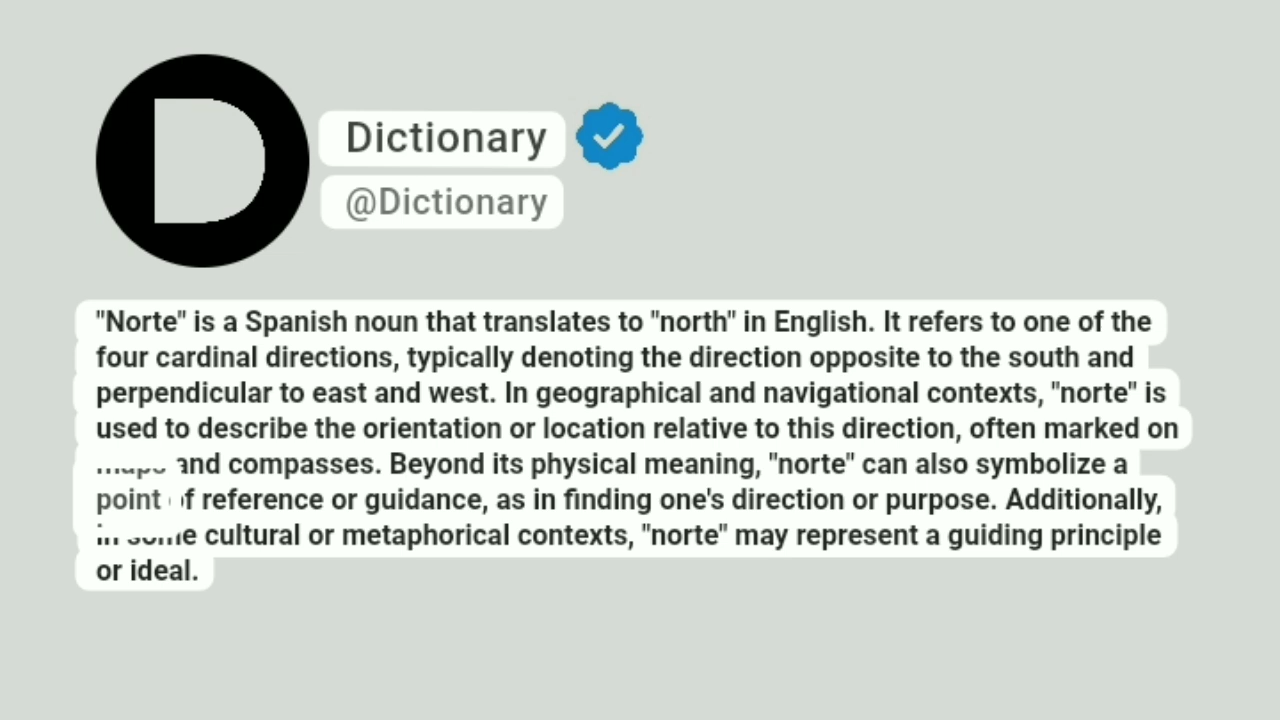 D
Dictionary
@Dictionary
"Norte" is a Spanish noun that translates to "north" in English. It refers to one of the
four cardinal directions, typically denoting the direction opposite to the south and
perpendicular to east and west. In geographical and navigational contexts, "norte" is
used to describe the orientation or location relative to this direction, often marked on
maps and compasses. Beyond its physical meaning, "norte" can also symbolize a
point of reference or guidance, as in finding one's direction or purpose. Additionally,
in some cultural or metaphorical contexts, "norte" may represent a guiding principle
or ideal.